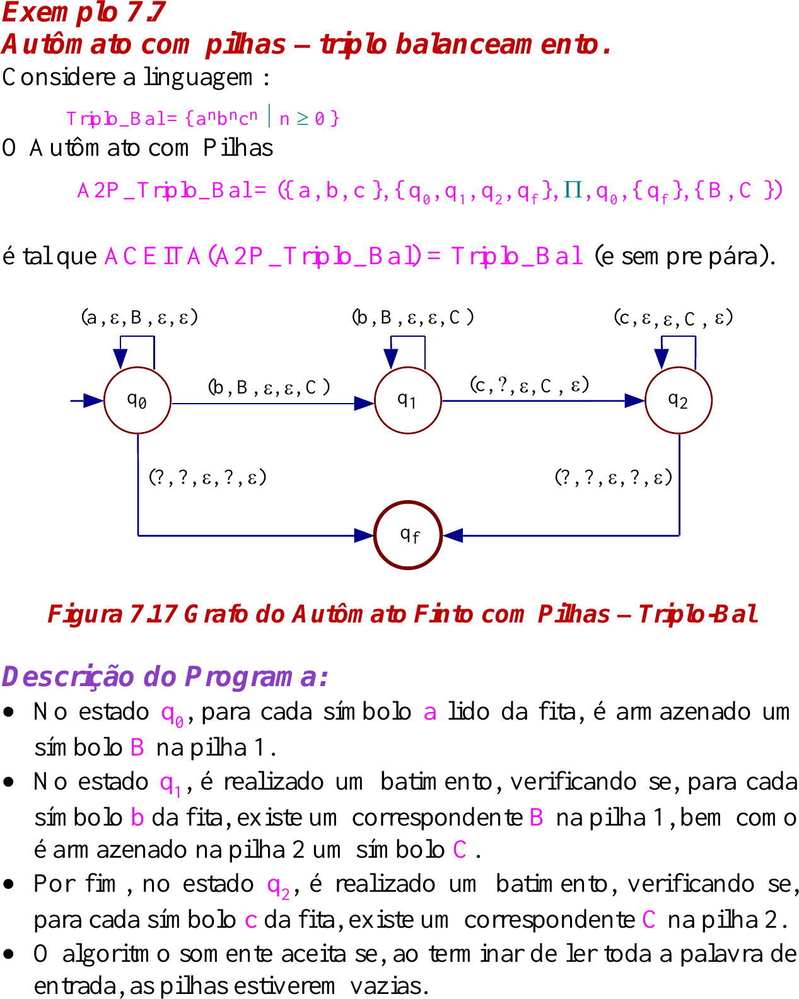 Exemplo 7.7
Autômato com pilhas – triplo balanceamento.
Considere a linguagem:
Triplo_Bal = {aⁿbⁿcⁿ | n ≥ 0}
O Autômato com Pilhas
A2P_Triplo_Bal = ({a, b, c}, {q₀, q₁, q₂, q_f}, Π, q₀, {q_f}, {B, C})
é tal que ACEITA(A2P_Triplo_Bal) = Triplo_Bal (e sempre pára).
(a, ε, B, ε, ε) (b, B, ε, ε, C) (c, ε, ε, C, ε)
(b, B, ε, ε, C) (c, ?, ε, C, ε)
q₀ q₁ q₂
(?, ?, ε, ?, ε) (?, ?, ε, ?, ε)
q_f
Figura 7.17 Grafo do Autômato Finto com Pilhas – Triplo-Bal
Descrição do Programa:
• No estado q₀, para cada símbolo a lido da fita, é armazenado um
símbolo B na pilha 1.
• No estado q₁, é realizado um batimento, verificando se, para cada
símbolo b da fita, existe um correspondente B na pilha 1, bem como
é armazenado na pilha 2 um símbolo C.
• Por fim, no estado q₂, é realizado um batimento, verificando se,
para cada símbolo c da fita, existe um correspondente C na pilha 2.
• O algoritmo somente aceita se, ao terminar de ler toda a palavra de
entrada, as pilhas estiverem vazias.